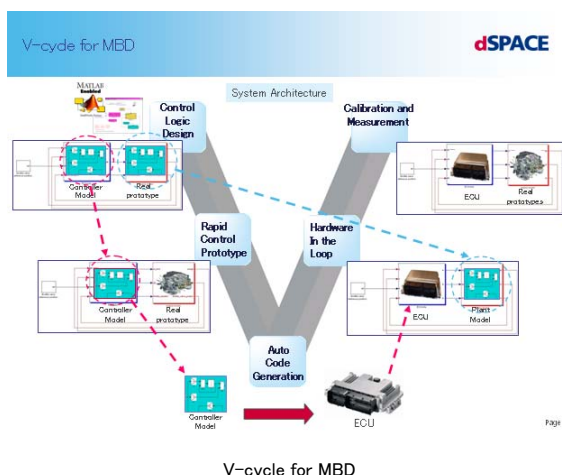 V-cycle for MBD
dSPACE
System Architecture
MATLAB
Enabled
Control
Logic
Design
Calibration and
Measurement
Controller
Model
Real
prototype
ECU
Real
prototypes
Rapid
Control
Prototype
Hardware
In the
Loop
Controller
Model
Real
prototype
ECU
Plant
Model
Auto
Code
Generation
Controller
Model
ECU
Page
V-cycle for MBD